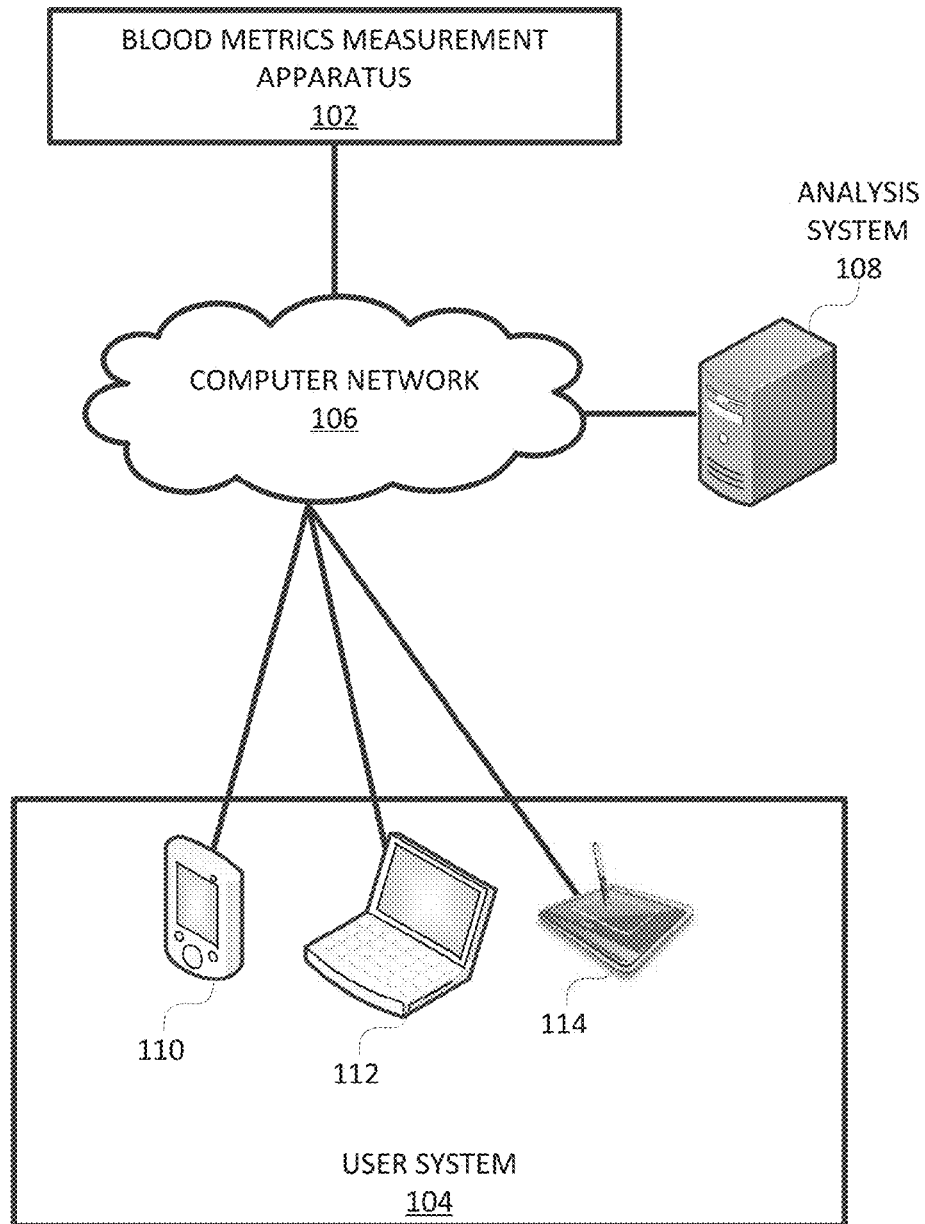 BLOOD METRICS MEASUREMENT
APPARATUS
102
ANALYSIS
SYSTEM
108
COMPUTER NETWORK
106
110
112
114
USER SYSTEM
104